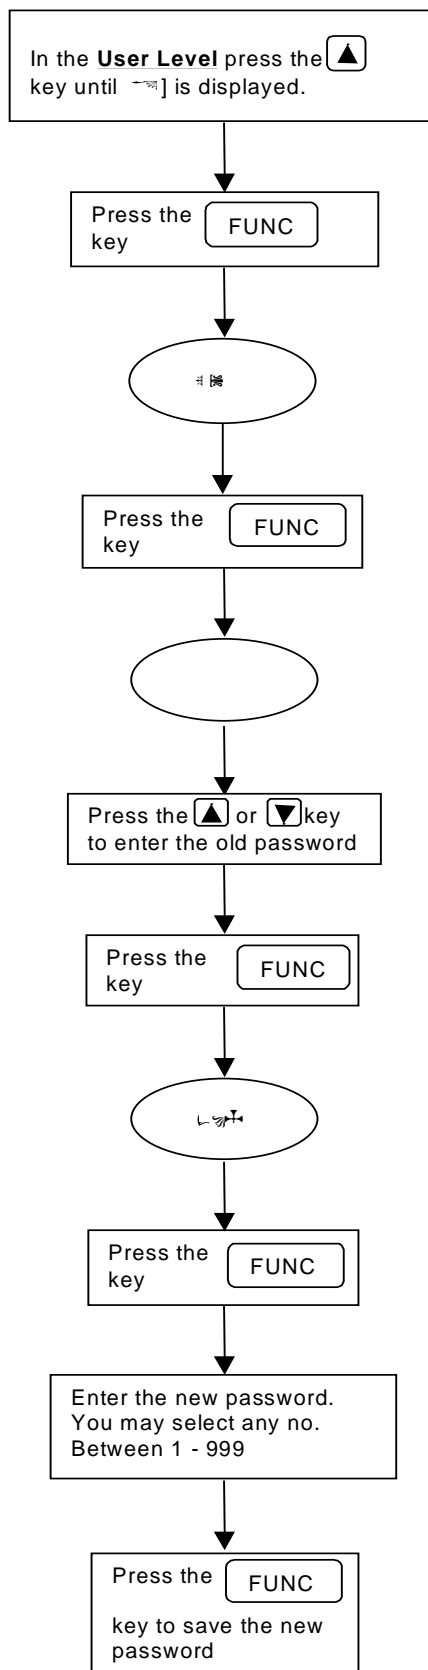 In the User Level press the
key until ] is displayed.
Press the
key FUNC
Press the
key FUNC
Press the or key
to enter the old password
Press the
key FUNC
Press the
key FUNC
Enter the new password.
You may select any no.
Between 1 - 999
Press the FUNC
key to save the new
password